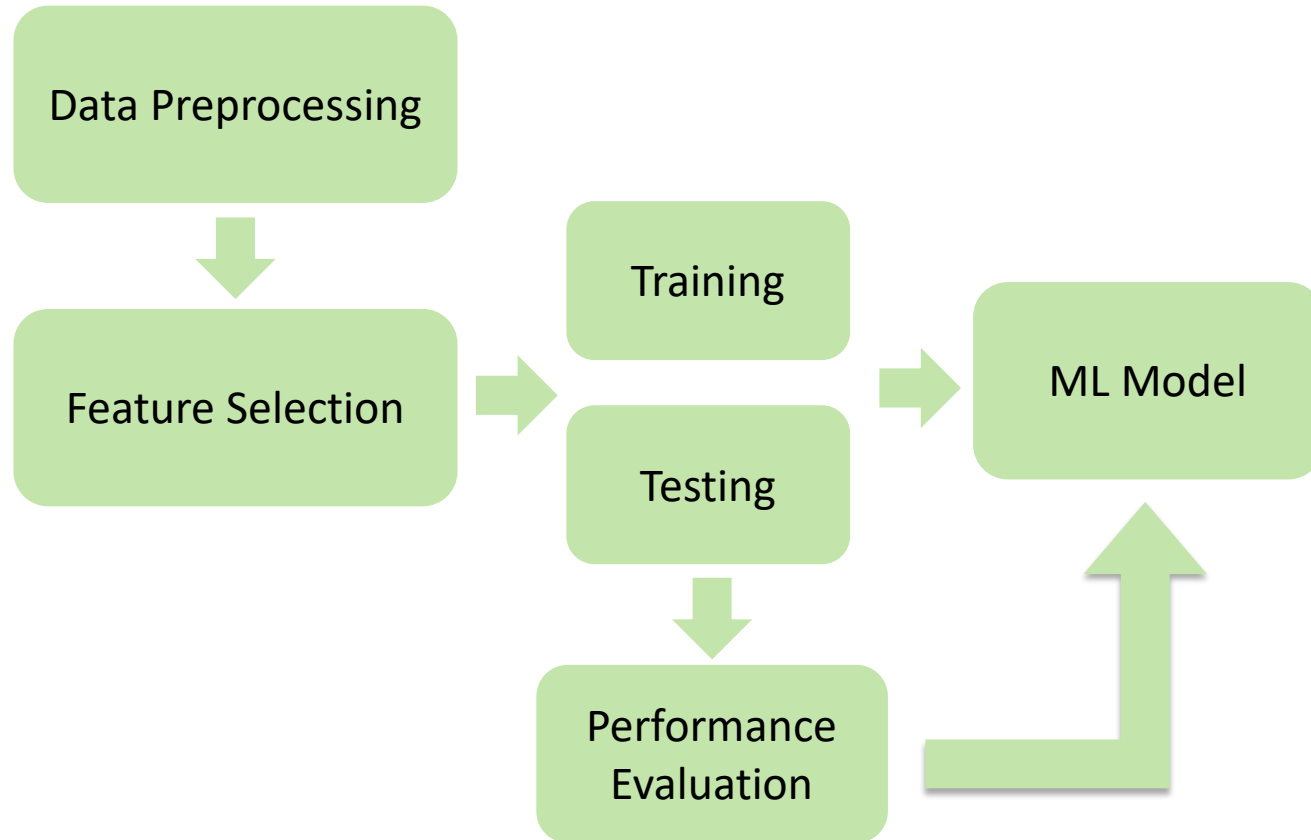 Data Preprocessing
Feature Selection
Training
Testing
Performance
Evaluation
ML Model